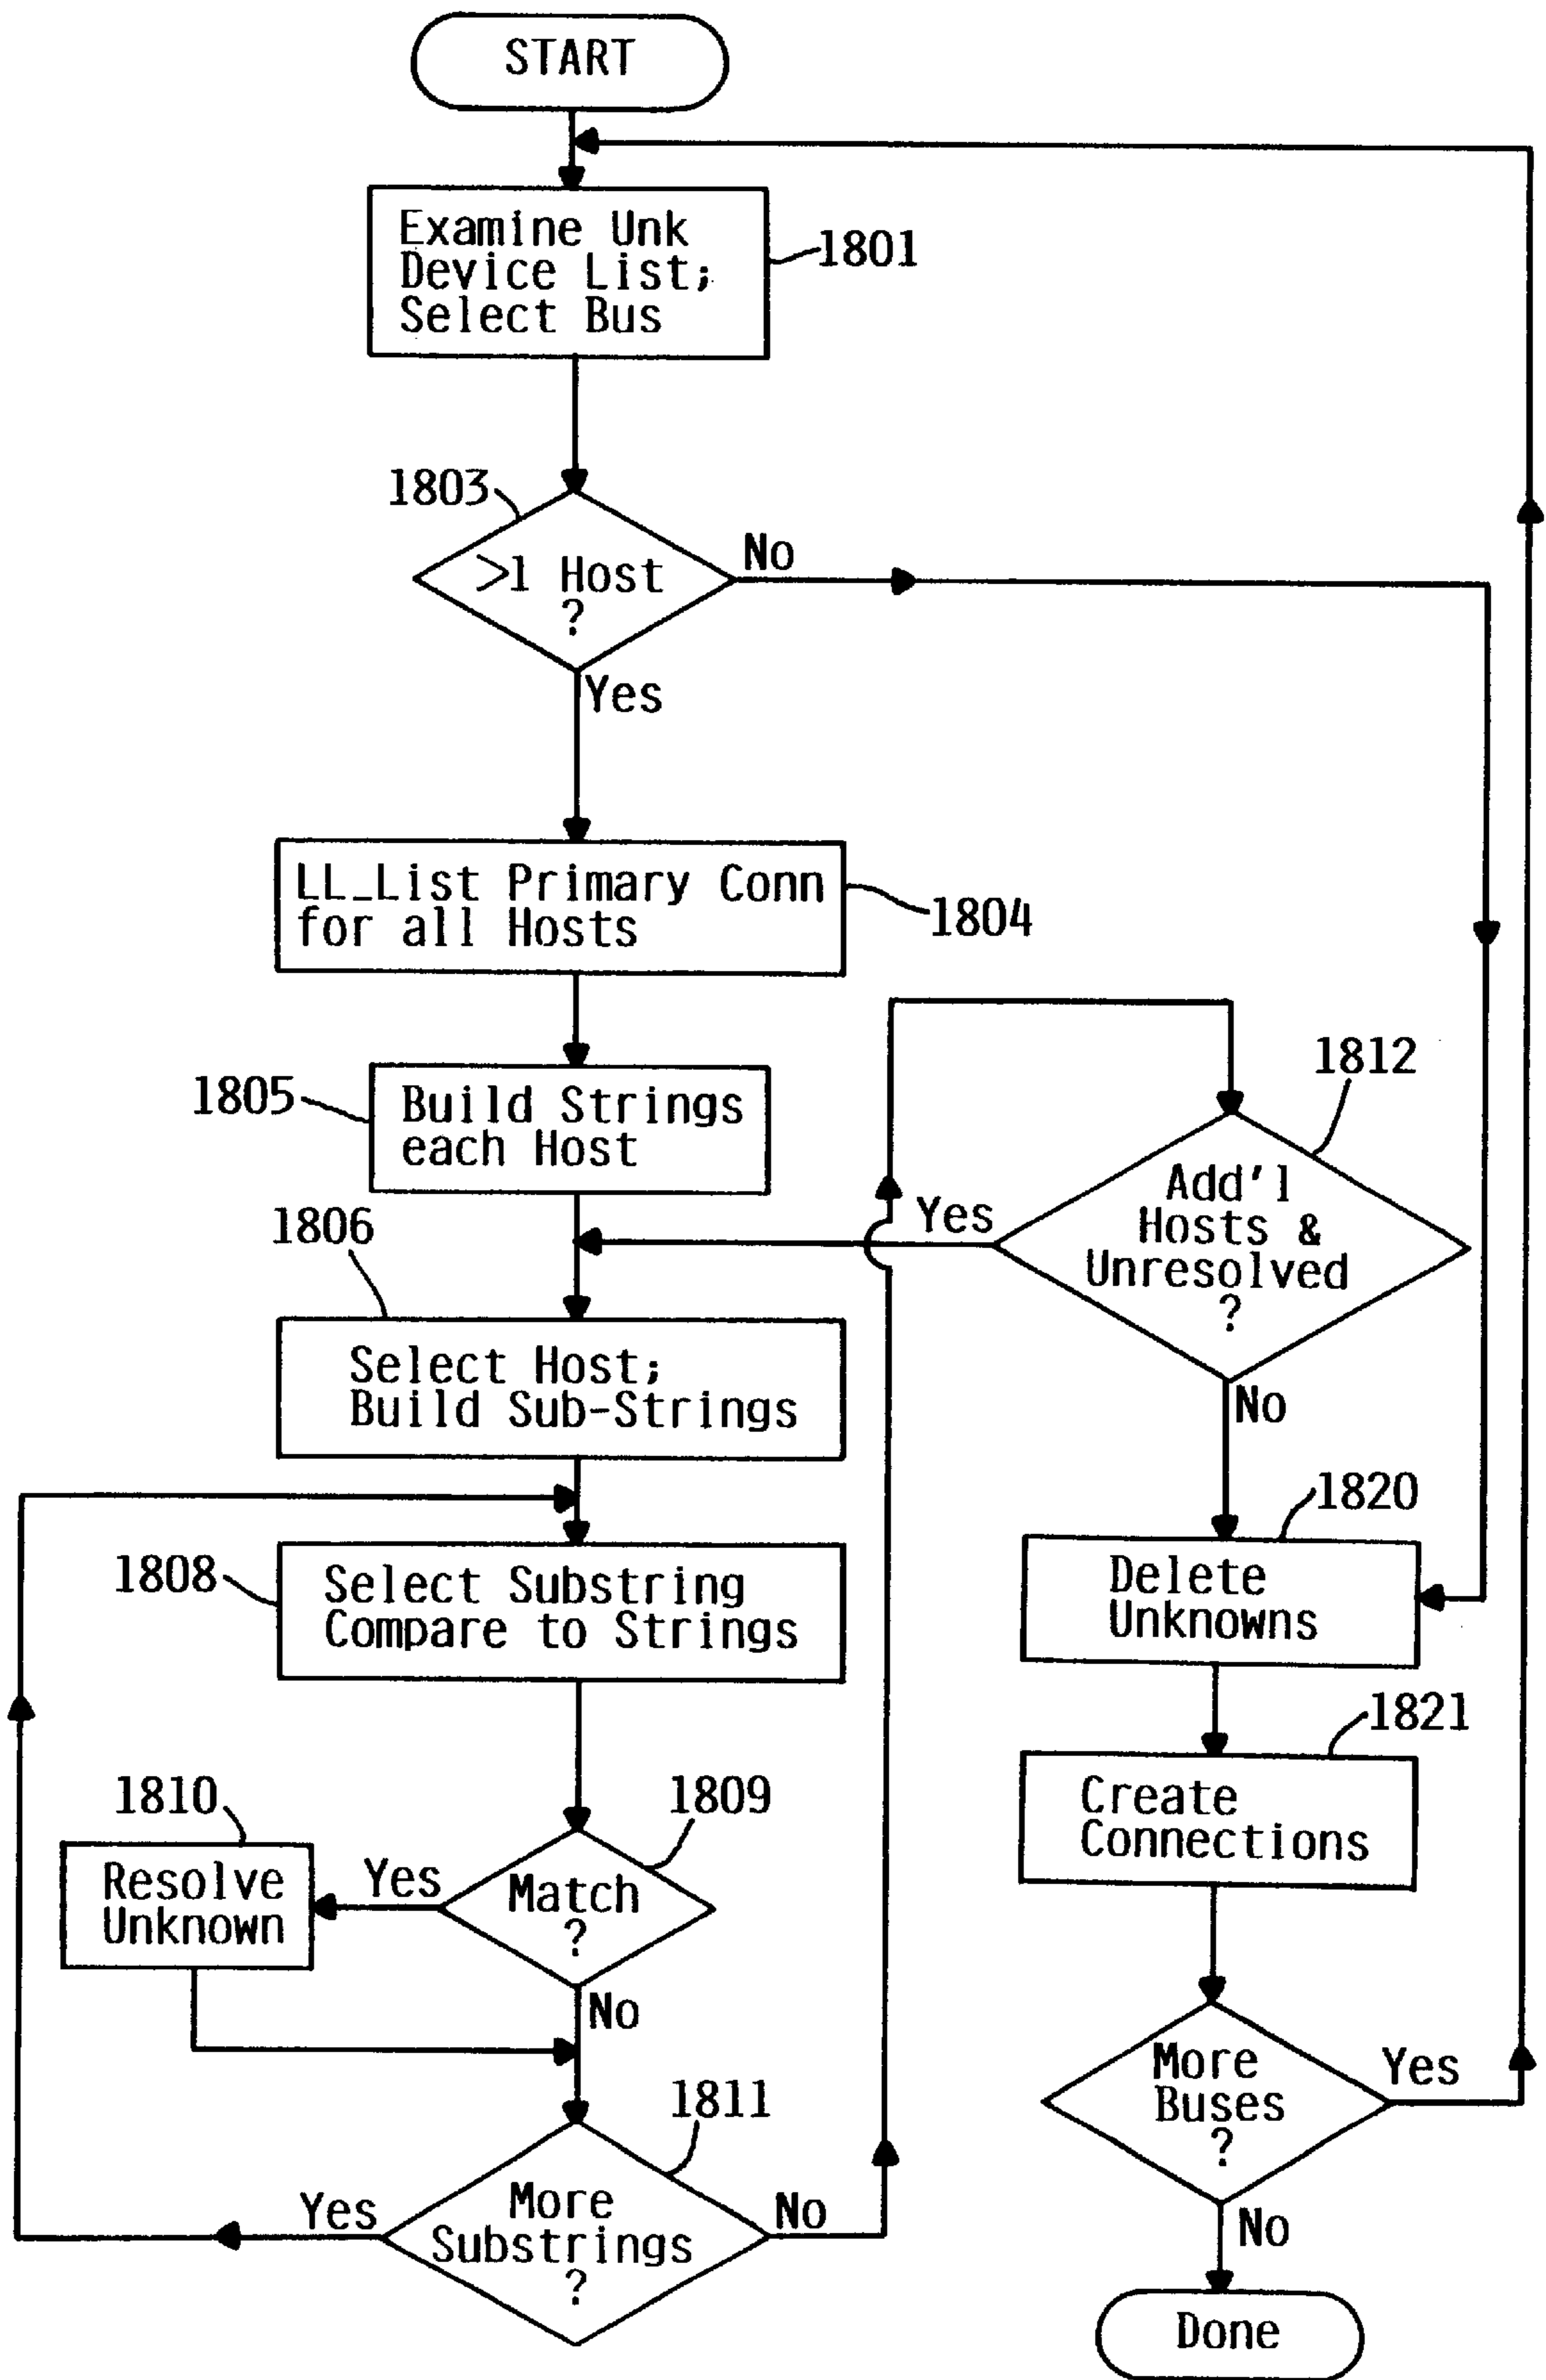 START
Examine Unk
Device List;
Select Bus
1801
1803
>1 Host
?
No
Yes
LL_List Primary Conn
for all Hosts
1804
1805
Build Strings
each Host
1806
Select Host;
Build Sub-Strings
1808
Select Substring
Compare to Strings
1809
Match
?
Yes
No
1810
Resolve
Unknown
1811
More
Substrings
?
Yes
No
1812
Add'l
Hosts &
Unresolved
?
Yes
No
1820
Delete
Unknowns
1821
Create
Connections
More
Buses
?
Yes
No
Done